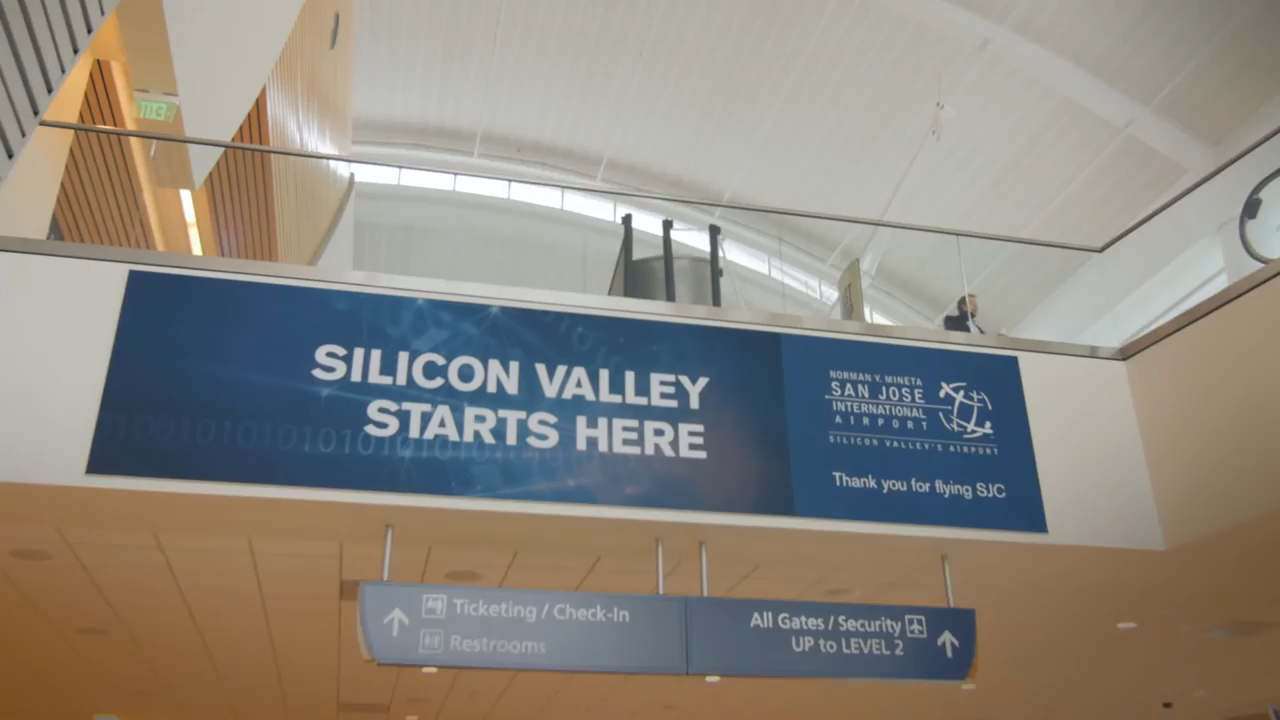 EXIT
SILICON VALLEY
STARTS HERE
NORMAN Y. MINETA
SAN JOSE
INTERNATIONAL
AIRPORT
SILICON VALLEY'S AIRPORT
Thank you for flying SJC
Ticketing / Check-In
Restrooms
All Gates / Security
UP to LEVEL 2